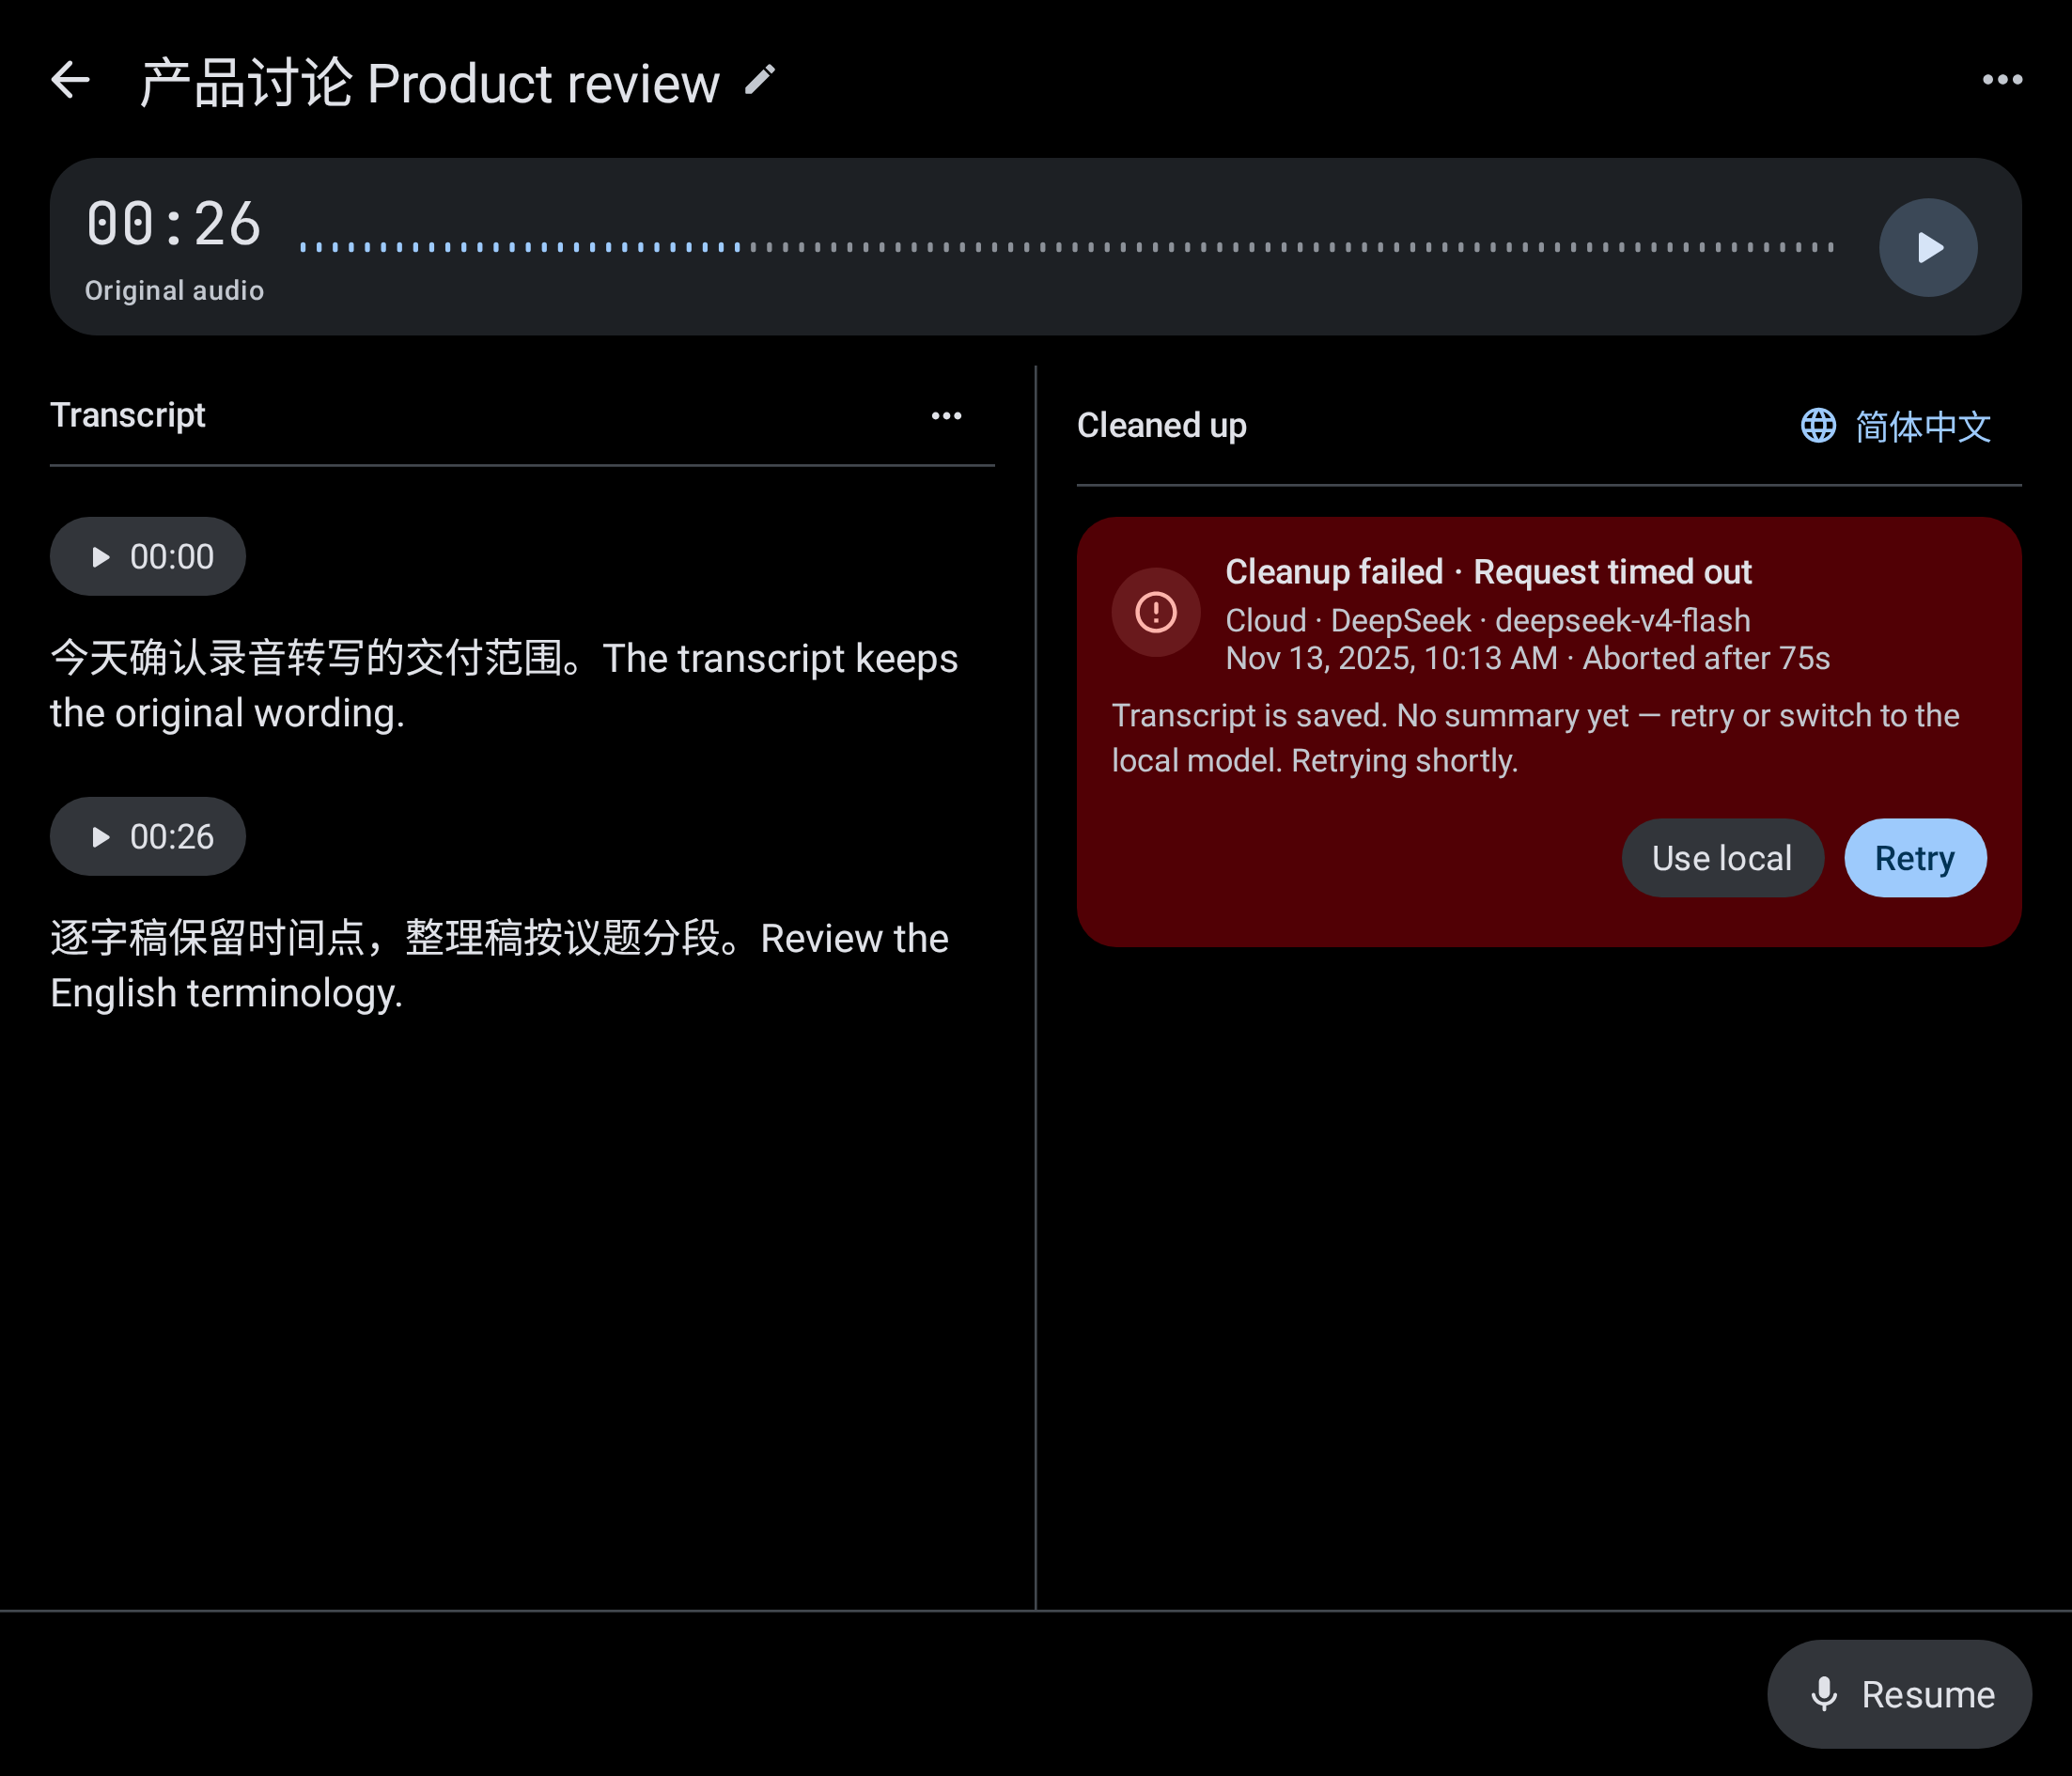 产品讨论 Product review
00:26
Original audio
Transcript
00:00
今天确认录音转写的交付范围。The transcript keeps
the original wording.
00:26
逐字稿保留时间点，整理稿按议题分段。Review the
English terminology.
Cleaned up
简体中文
Cleanup failed · Request timed out
Cloud · DeepSeek · deepseek-v4-flash
Nov 13, 2025, 10:13 AM · Aborted after 75s
Transcript is saved. No summary yet — retry or switch to the
local model. Retrying shortly.
Use local
Retry
Resume